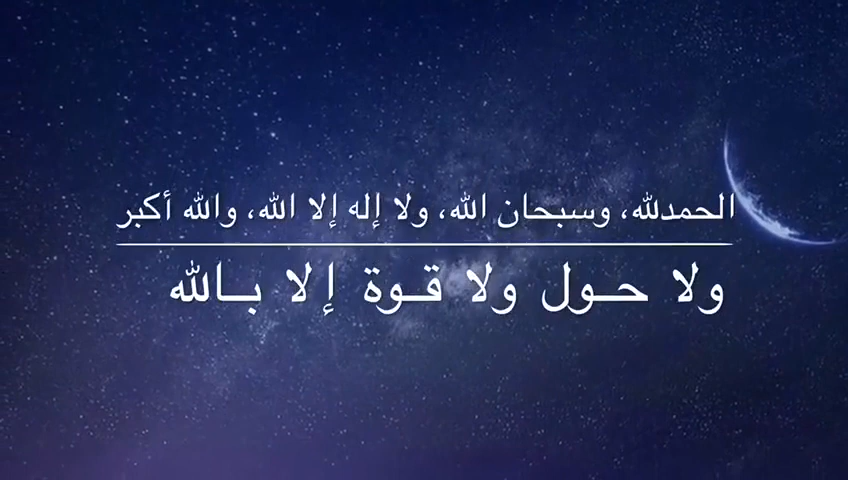 الحمدلله، وسبحان الله، ولا إله إلا الله، والله أكبر
ولا حـول ولا قـوة إلا بـالله